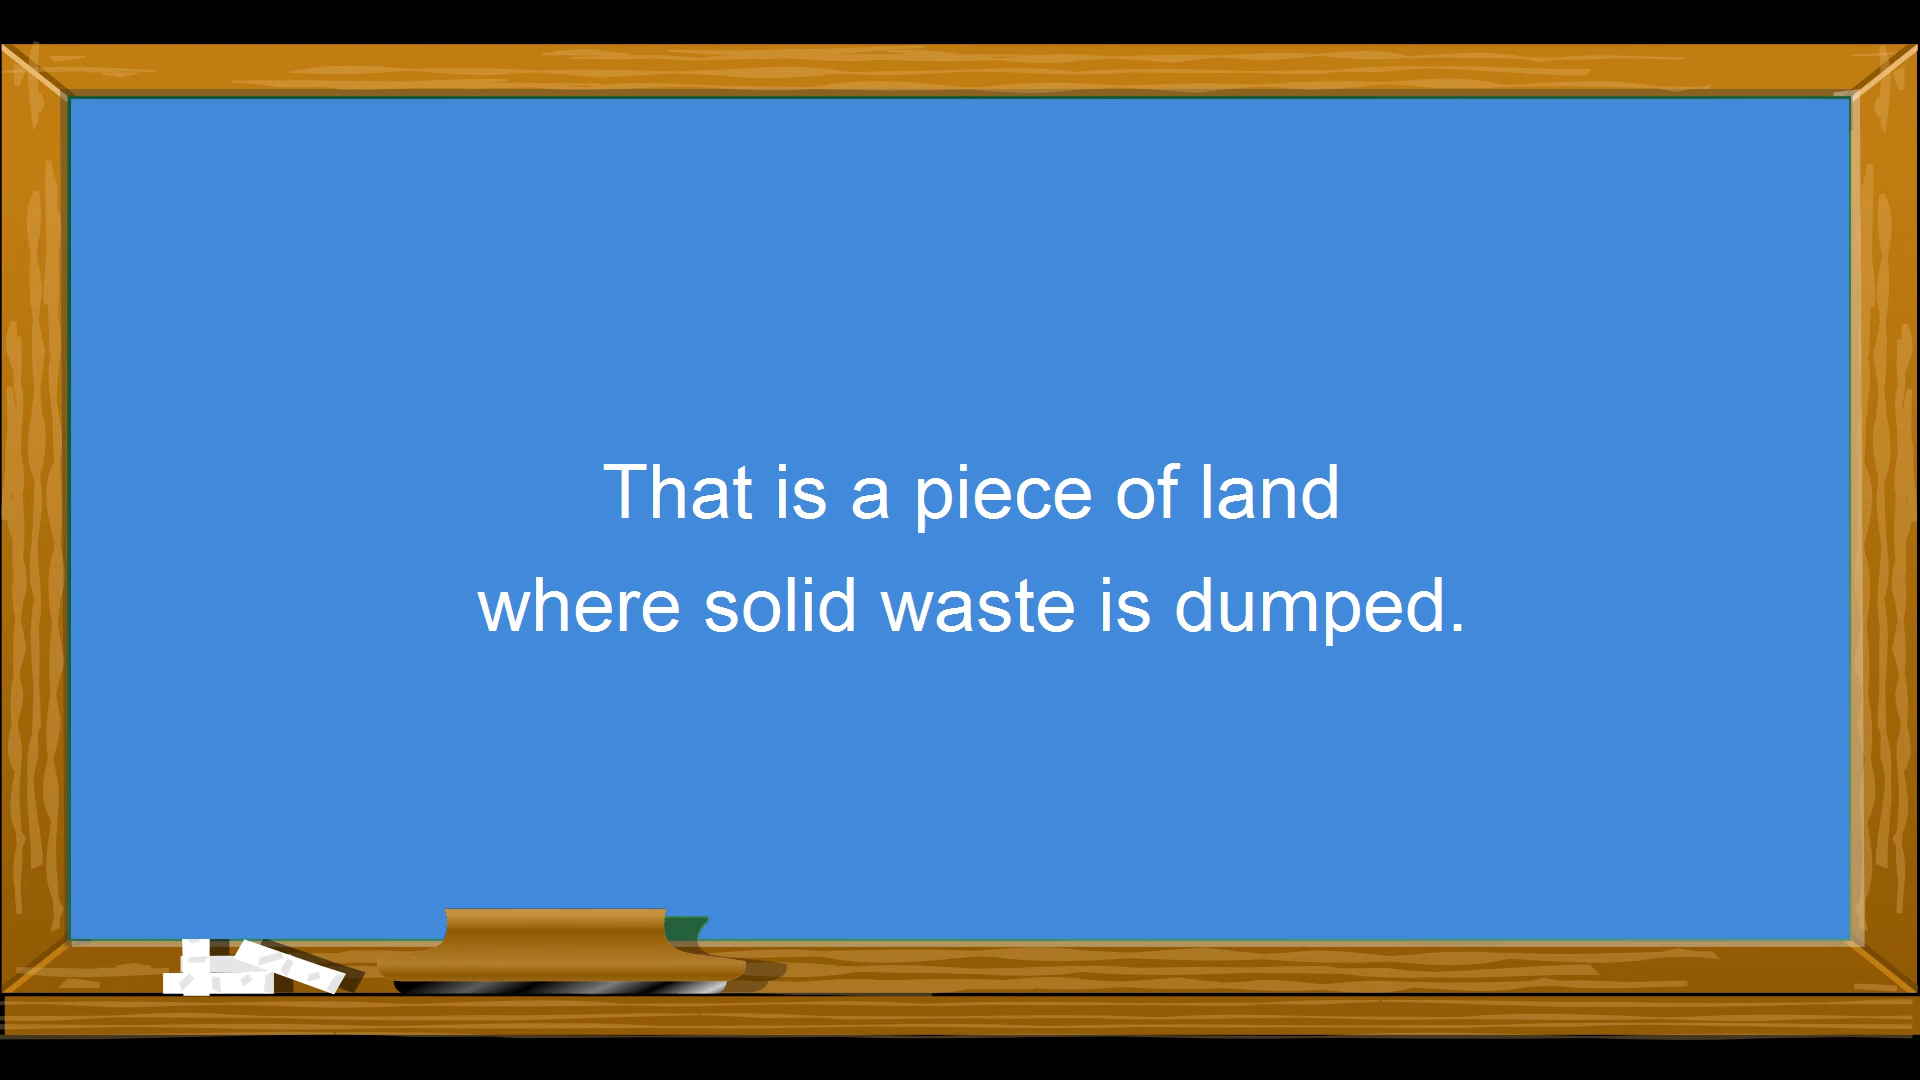 That is a piece of land
where solid waste is dumped.